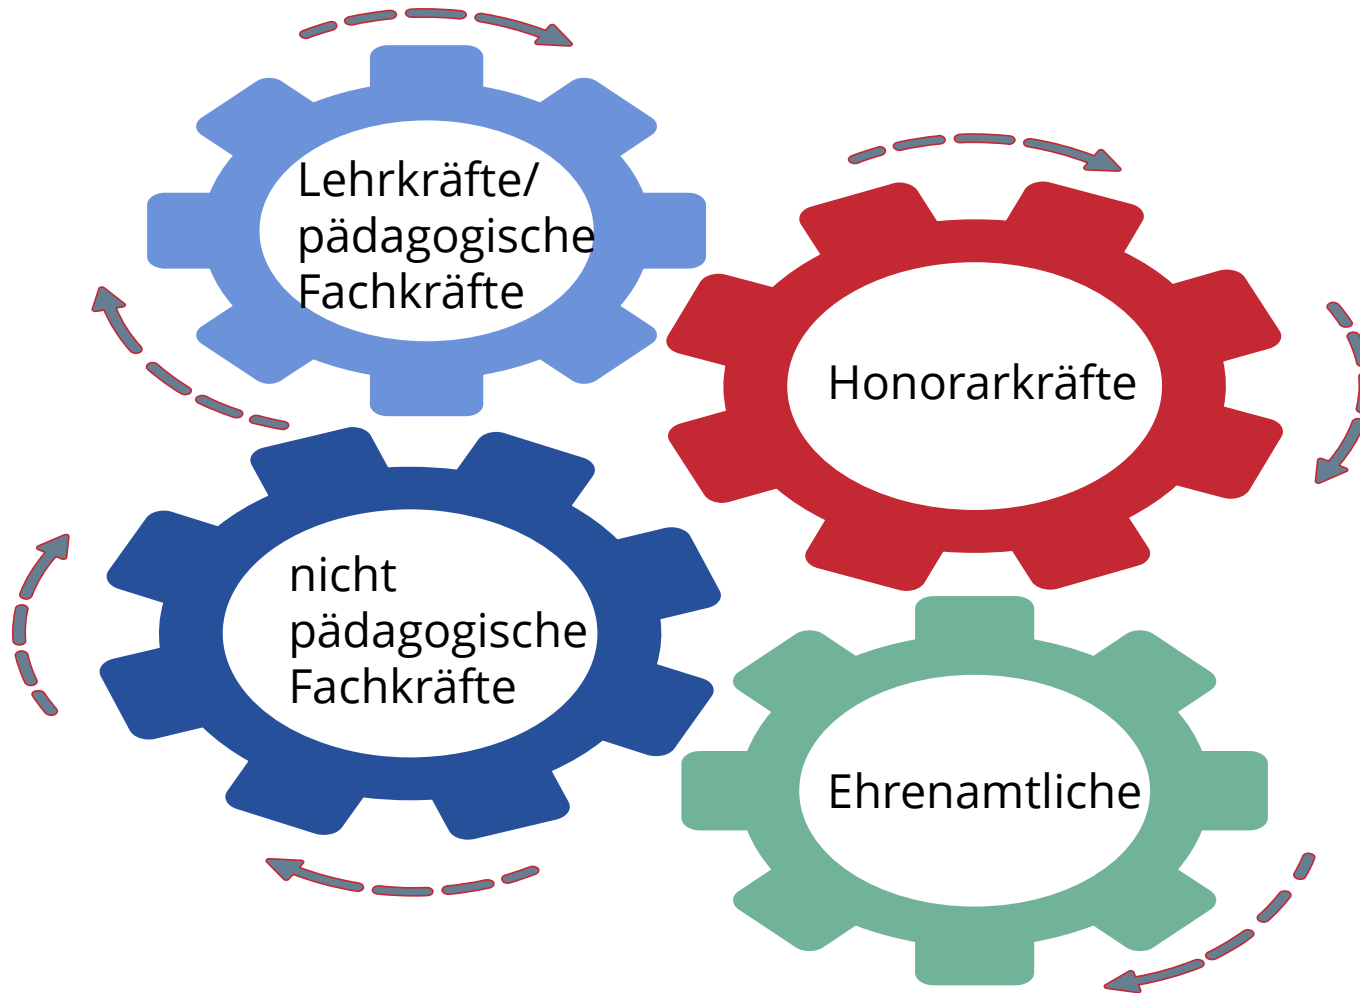 Lehrkräfte/
pädagogische
Fachkräfte
Honorarkräfte
nicht
pädagogische
Fachkräfte
Ehrenamtliche